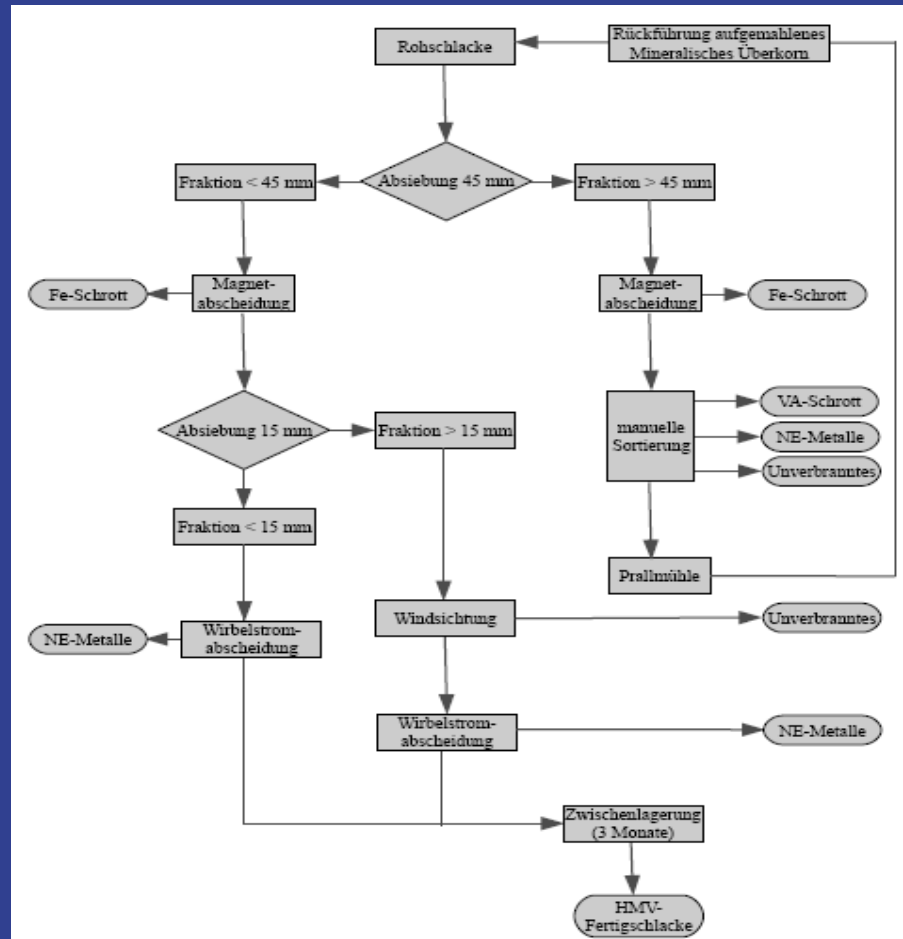 Rohschlacke
Rückführung aufgemahlenes
Mineralisches Überkorn
Fraktion < 45 mm
Absiebung 45 mm
Fraktion > 45 mm
Fe-Schrott
Magnet-
abscheidung
Magnet-
abscheidung
Fe-Schrott
Absiebung 15 mm
Fraktion > 15 mm
manuelle
Sortierung
VA-Schrott
NE-Metalle
Unverbranntes
Fraktion < 15 mm
Prallmühle
NE-Metalle
Wirbelstrom-
abscheidung
Windsichtung
Unverbranntes
Wirbelstrom-
abscheidung
NE-Metalle
Zwischenlagerung
(3 Monate)
HMV-
Fertigschlacke